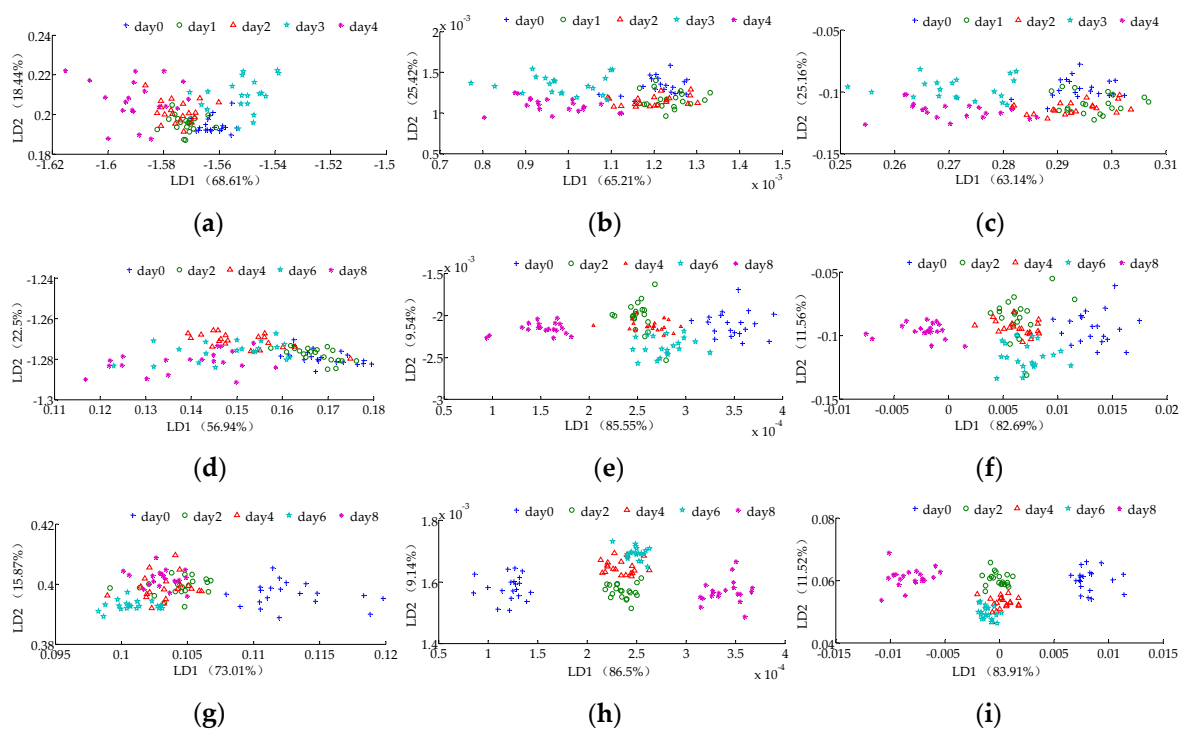 day0 day1 day2 day3 day4
0.24
0.22
0.2
0.18
LD2 (18.44%)
-1.62 -1.6 -1.58 -1.56 -1.54 -1.52 -1.5
LD1 (68.61%)
(a)
day0 day1 day2 day3 day4
x 10⁻³
2
1.5
1
0.5
LD2 (25.42%)
0.7 0.8 0.9 1 1.1 1.2 1.3 1.4 1.5
LD1 (65.21%)
x 10⁻³
(b)
day0 day1 day2 day3 day4
-0.05
-0.1
-0.15
LD2 (25.16%)
0.25 0.26 0.27 0.28 0.29 0.3 0.31
LD1 (63.14%)
(c)
day0 day2 day4 day6 day8
-1.24
-1.26
-1.28
-1.3
LD2 (22.5%)
0.11 0.12 0.13 0.14 0.15 0.16 0.17 0.18
LD1 (56.94%)
(d)
day0 day2 day4 day6 day8
x 10⁻³
-1.5
-2
-2.5
-3
LD2 (9.54%)
0.5 1 1.5 2 2.5 3 3.5 4
LD1 (85.55%)
x 10⁻⁴
(e)
day0 day2 day4 day6 day8
-0.05
-0.1
-0.15
LD2 (11.56%)
-0.01 -0.005 0 0.005 0.01 0.015 0.02
LD1 (82.69%)
(f)
day0 day2 day4 day6 day8
0.42
0.4
0.38
LD2 (15.87%)
0.095 0.1 0.105 0.11 0.115 0.12
LD1 (73.01%)
(g)
day0 day2 day4 day6 day8
x 10⁻³
1.8
1.6
1.4
LD2 (9.14%)
0.5 1 1.5 2 2.5 3 3.5 4
LD1 (86.5%)
x 10⁻⁴
(h)
day0 day2 day4 day6 day8
0.08
0.06
0.04
LD2 (11.52%)
-0.015 -0.01 -0.005 0 0.005 0.01 0.015
LD1 (83.91%)
(i)